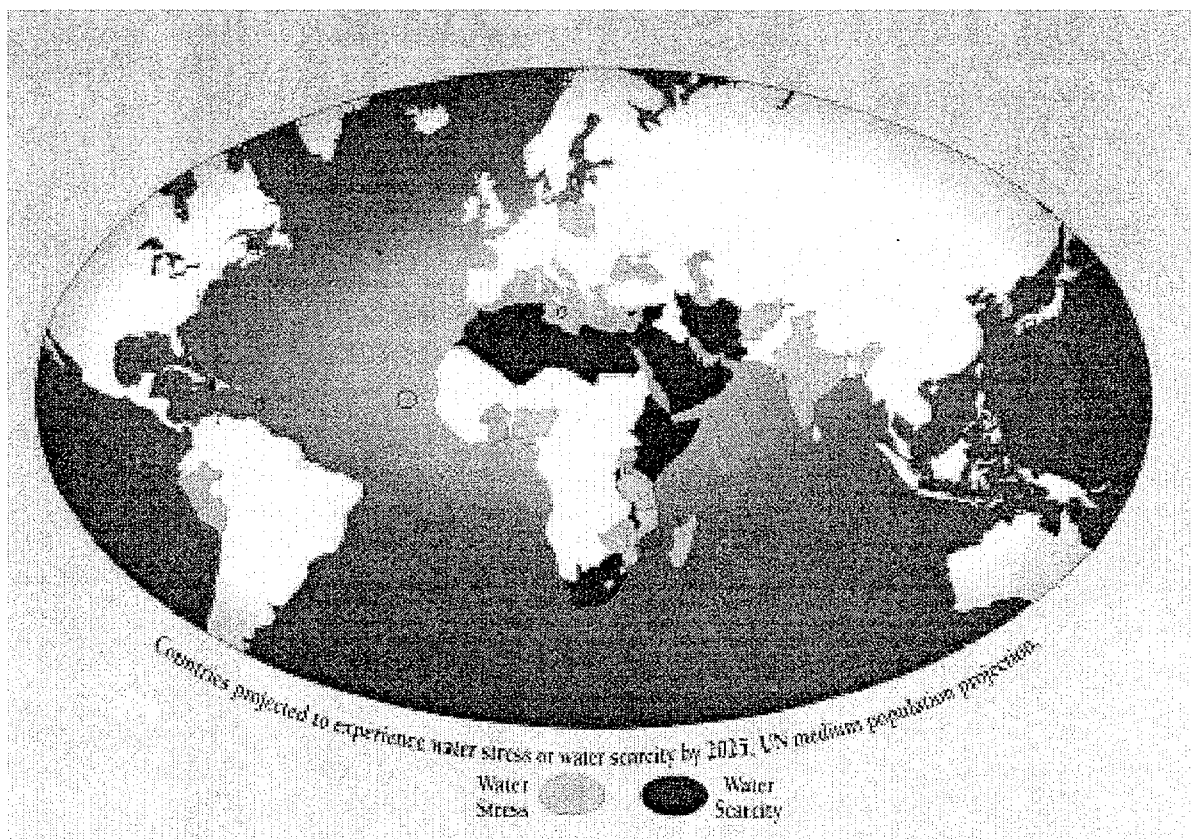 Countries projected to experience water stress or water scarcity by 2025, UN medium population projection.
Water
Stress
Water
Scarcity